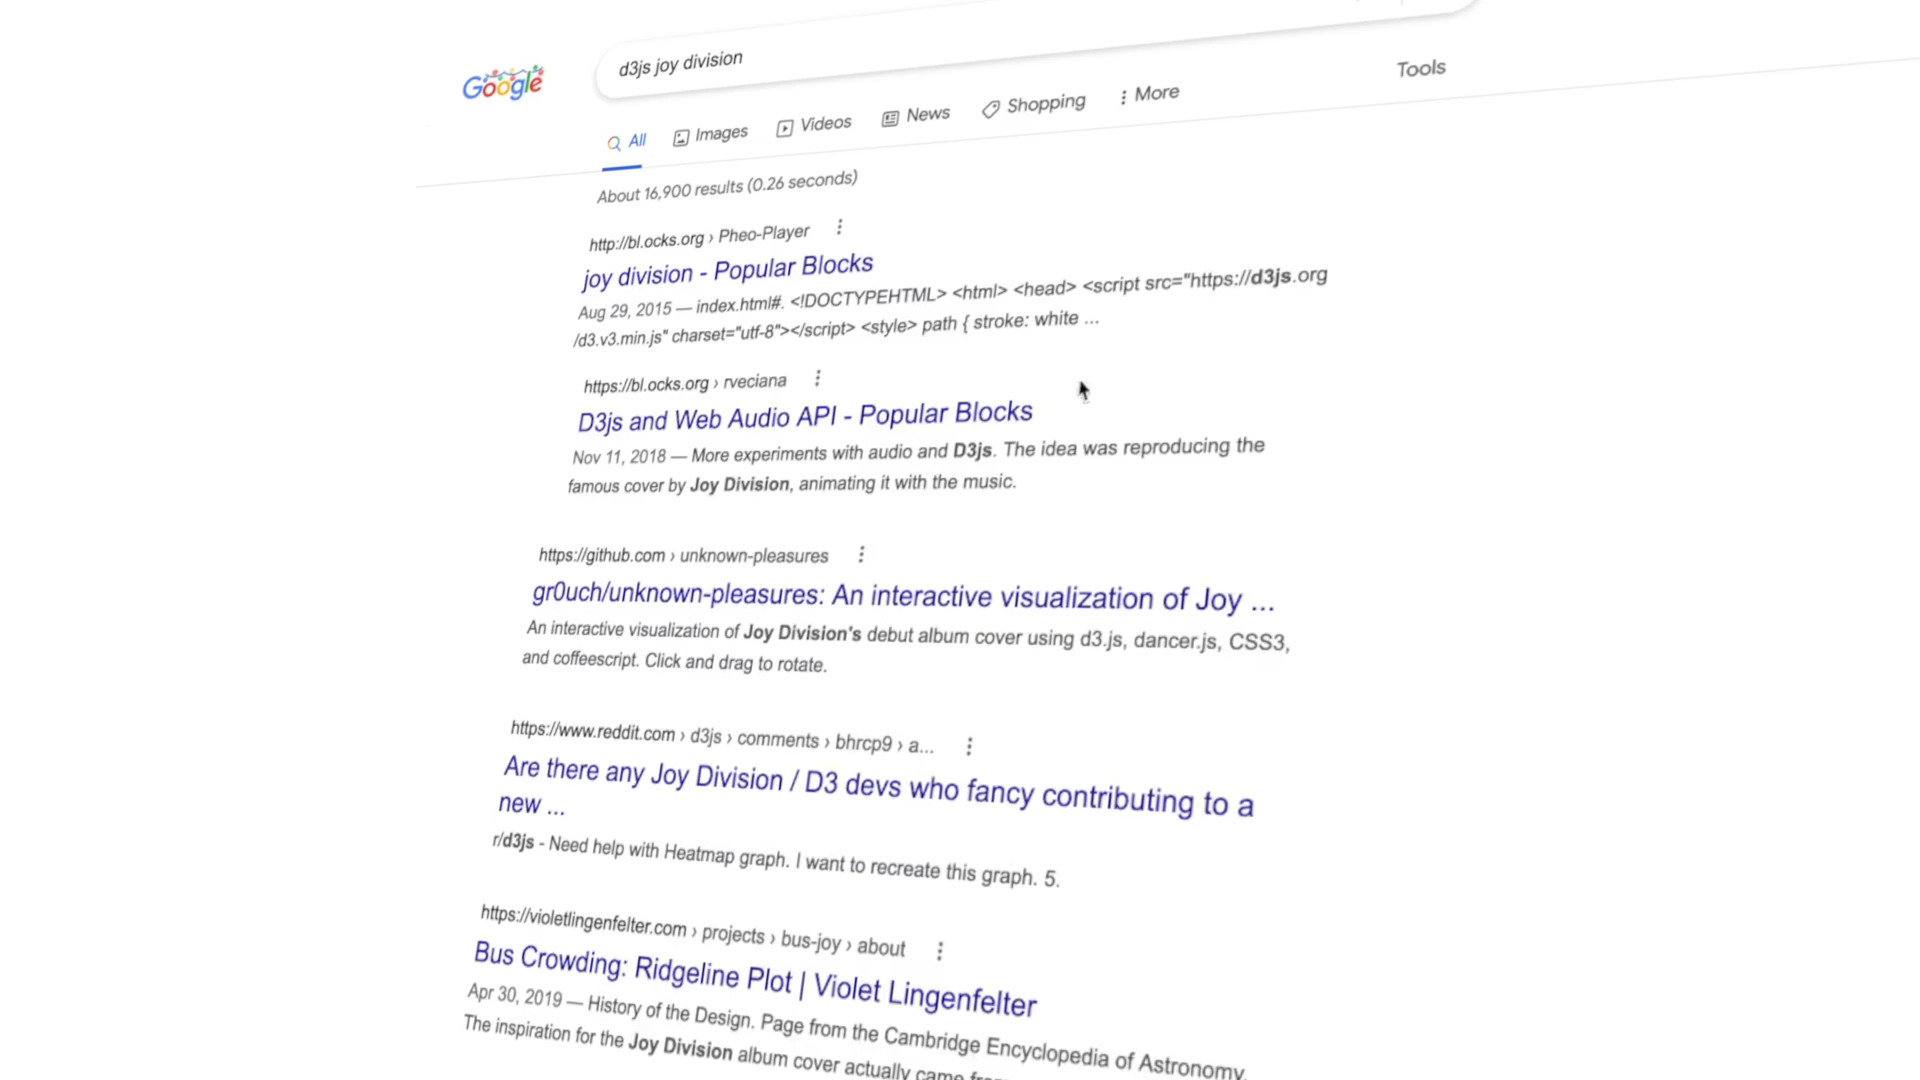 Google
d3js joy division
All Images Videos News Shopping More Tools
About 16,900 results (0.26 seconds)
http://bl.ocks.org › Pheo-Player
joy division - Popular Blocks
Aug 29, 2015 — index.html#. <!DOCTYPEHTML> <html> <head> <script src="https://d3js.org
/d3.v3.min.js" charset="utf-8"></script> <style> path { stroke: white ...
https://bl.ocks.org › rveciana
D3js and Web Audio API - Popular Blocks
Nov 11, 2018 — More experiments with audio and D3js. The idea was reproducing the
famous cover by Joy Division, animating it with the music.
https://github.com › unknown-pleasures
gr0uch/unknown-pleasures: An interactive visualization of Joy ...
An interactive visualization of Joy Division's debut album cover using d3.js, dancer.js, CSS3,
and coffeescript. Click and drag to rotate.
https://www.reddit.com › d3js › comments › bhrcp9 › a...
Are there any Joy Division / D3 devs who fancy contributing to a
new ...
r/d3js - Need help with Heatmap graph. I want to recreate this graph. 5.
https://violetlingenfelter.com › projects › bus-joy › about
Bus Crowding: Ridgeline Plot | Violet Lingenfelter
Apr 30, 2019 — History of the Design. Page from the Cambridge Encyclopedia of Astronomy.
The inspiration for the Joy Division album cover actually came